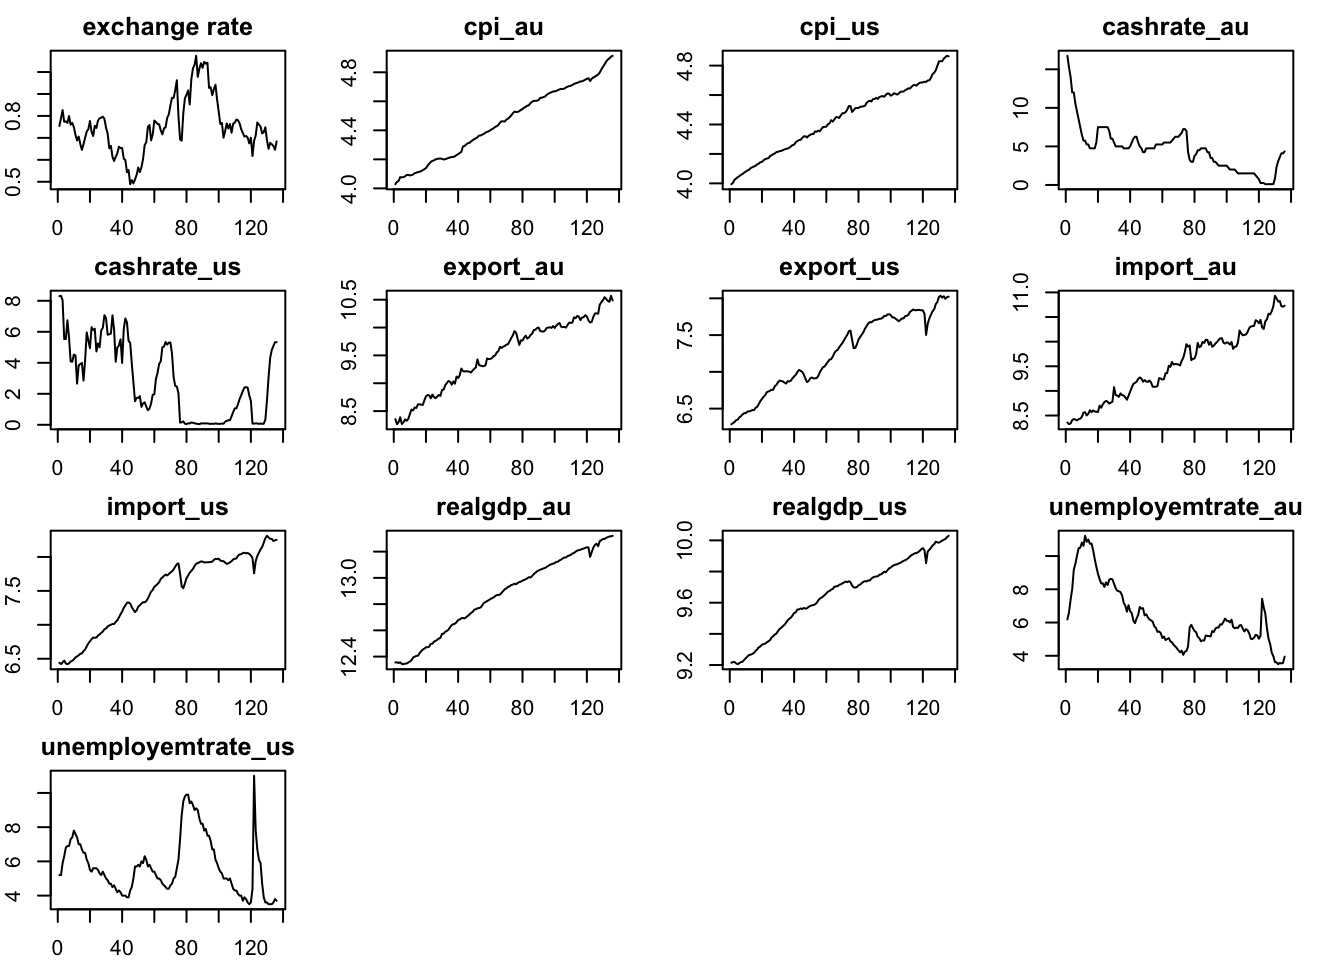 exchange rate
0.5 0.8
0 40 80 120
cpi_au
4.0 4.4 4.8
0 40 80 120
cpi_us
4.0 4.4 4.8
0 40 80 120
cashrate_au
0 5 10
0 40 80 120
cashrate_us
0 2 4 6 8
0 40 80 120
export_au
8.5 9.5 10.5
0 40 80 120
export_us
6.5 7.5
0 40 80 120
import_au
8.5 9.5 11.0
0 40 80 120
import_us
6.5 7.5
0 40 80 120
realgdp_au
12.4 13.0
0 40 80 120
realgdp_us
9.2 9.6 10.0
0 40 80 120
unemployemtrate_au
4 6 8
0 40 80 120
unemployemtrate_us
4 6 8
0 40 80 120